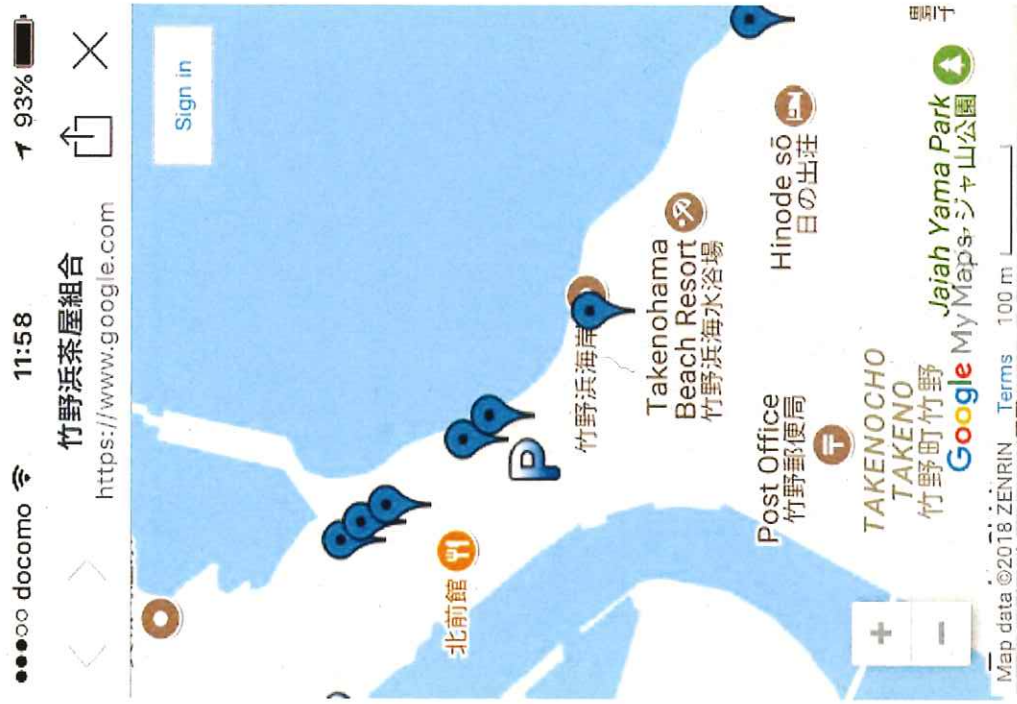 ●●●○○ docomo 11:58 93%
竹野浜茶屋組合
https://www.google.com
Sign in
北前館
P
竹野浜海岸
Takenohama
Beach Resort
竹野浜海水浴場
Hinode sō
日の出荘
Post Office
竹野郵便局
TAKENOCHO
TAKENO
竹野町竹野
Jajah Yama Park
ジャ山公園
Google My Maps
+
−
Map data ©2018 ZENRIN Terms 100 m